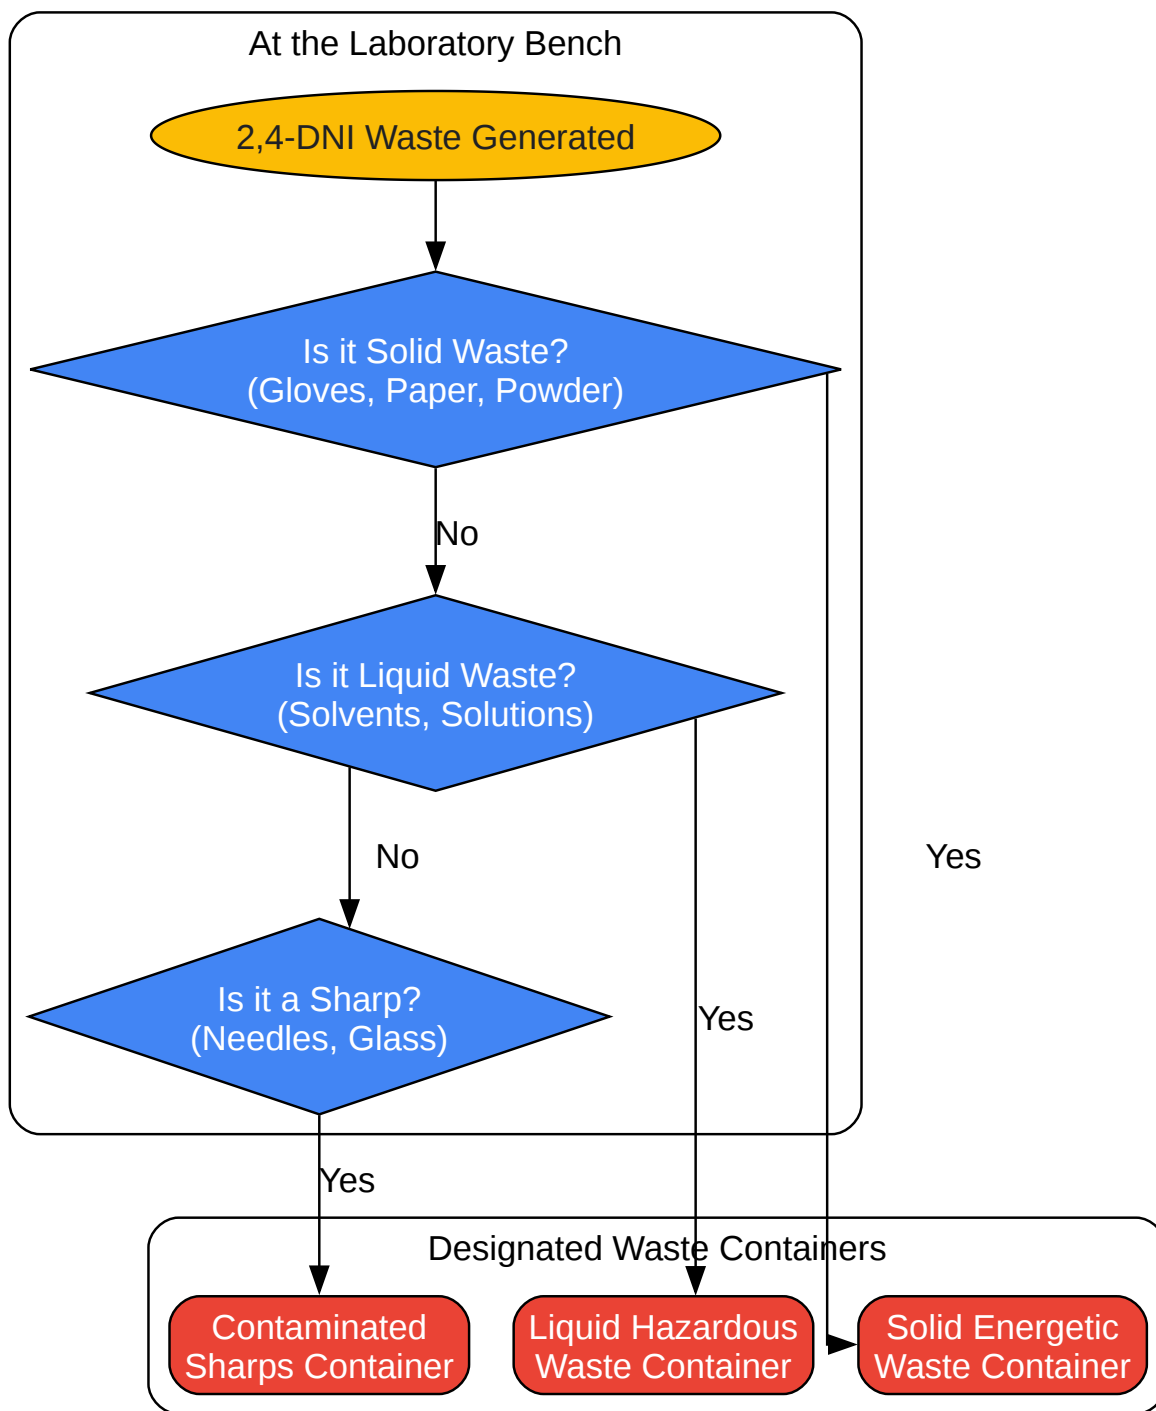 At the Laboratory Bench
2,4-DNI Waste Generated
Is it Solid Waste?
(Gloves, Paper, Powder)
No
Is it Liquid Waste?
(Solvents, Solutions)
No
Yes
Is it a Sharp?
(Needles, Glass)
Yes
Yes
Designated Waste Containers
Contaminated
Sharps Container
Liquid Hazardous
Waste Container
Solid Energetic
Waste Container